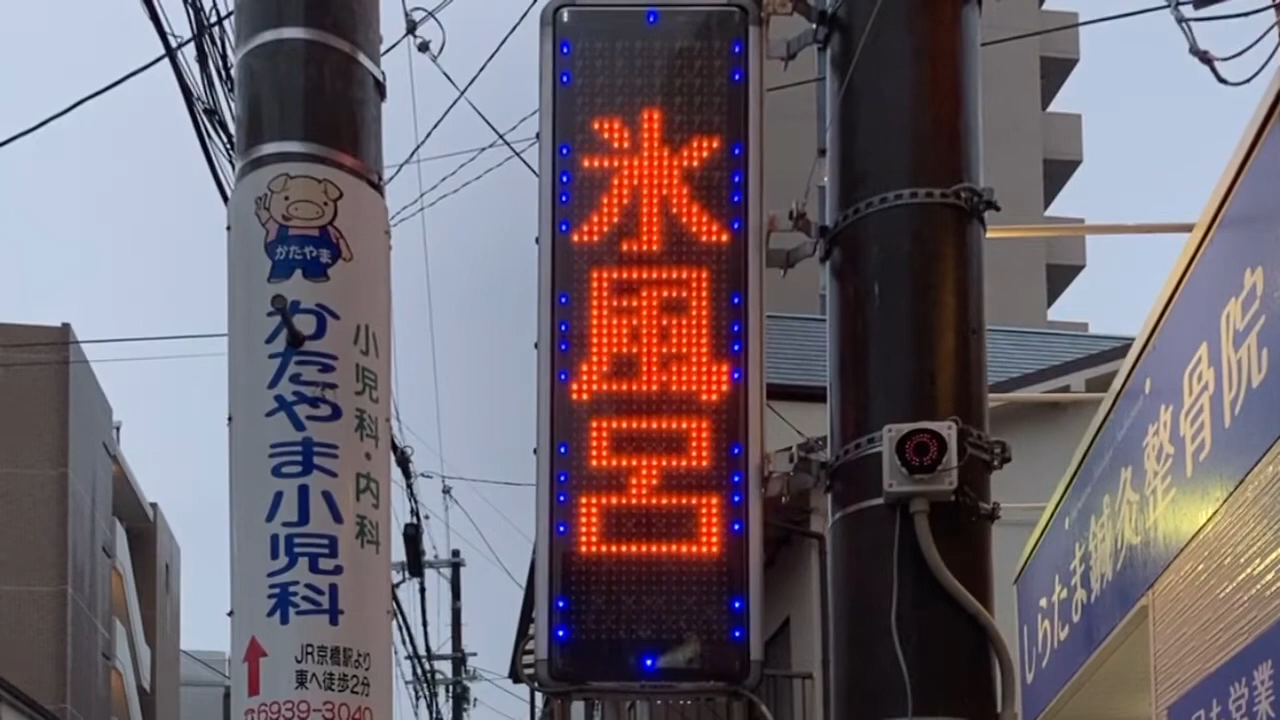 かたやま
小児科・内科
かたやま小児科
JR京橋駅より
東へ徒歩2分
☎6939-3040
氷風呂
しらたま鍼灸整骨院
営業